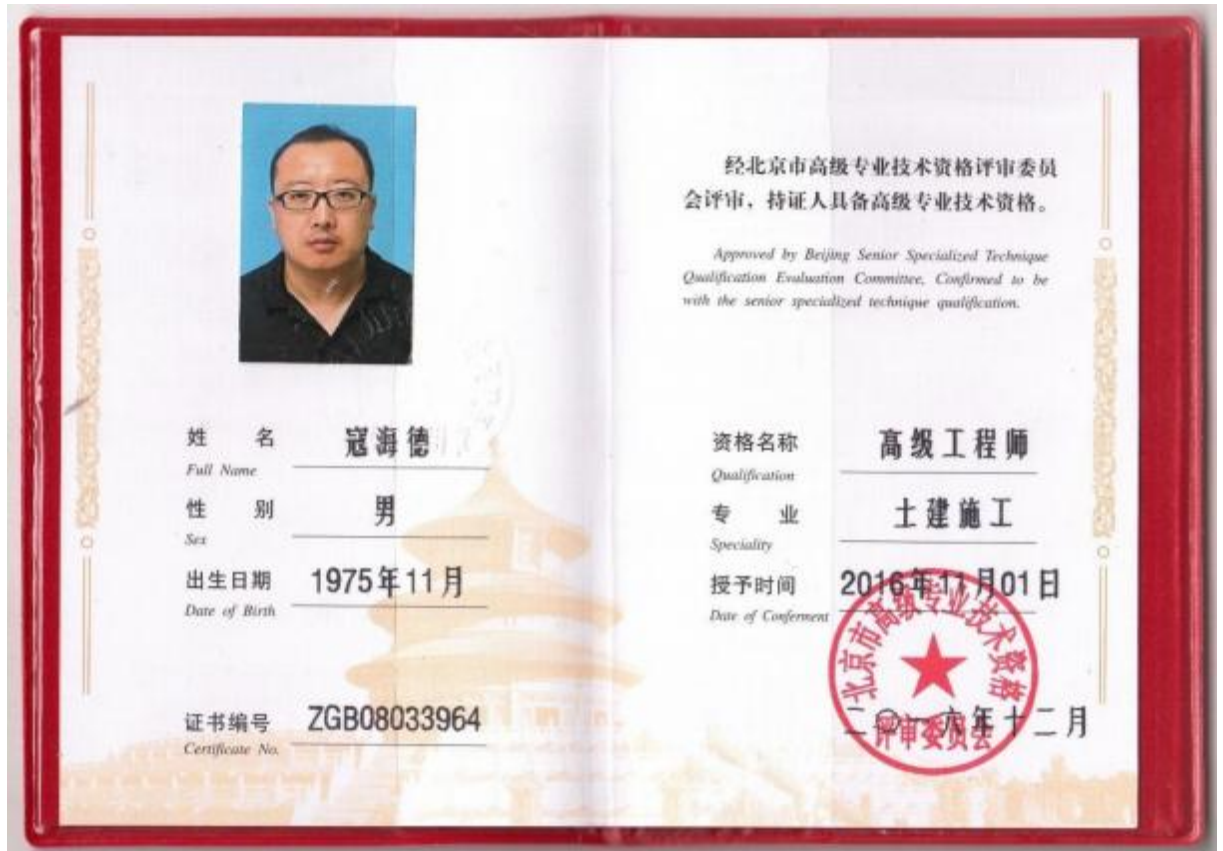 姓名 寇海德
Full Name
性别 男
Sex
出生日期 1975年11月
Date of Birth
证书编号 ZGB08033964
Certificate No.
经北京市高级专业技术资格评审委员
会评审，持证人具备高级专业技术资格。
Approved by Beijing Senior Specialized Technique
Qualification Evaluation Committee, Confirmed to be
with the senior specialized technique qualification.
资格名称 高级工程师
Qualification
专业 土建施工
Speciality
授予时间 2016年11月01日
Date of Conferment
北京市高级专业技术资格
评审委员会
二〇一六年十二月